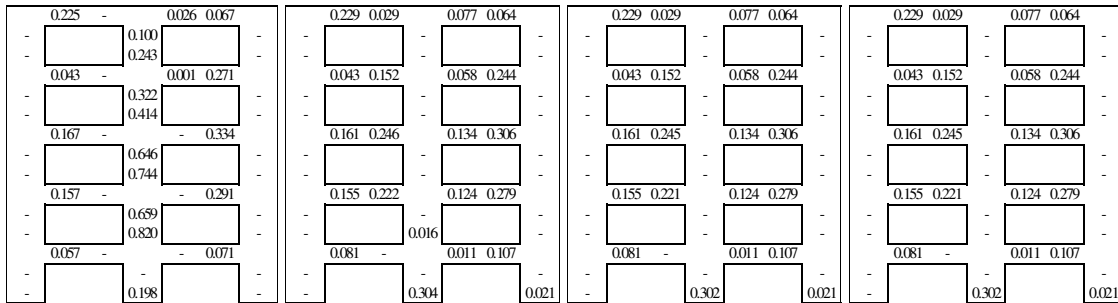 0.225 - 0.026 0.067 0.229 0.029 0.077 0.064 0.229 0.029 0.077 0.064 0.229 0.029 0.077 0.064
- 0.100 - - - - - - - - - -
- 0.243 - - - - - - - - - -
0.043 - 0.001 0.271 0.043 0.152 0.058 0.244 0.043 0.152 0.058 0.244 0.043 0.152 0.058 0.244
- 0.322 - - - - - - - - - -
- 0.414 - - - - - - - - - -
0.167 - - 0.334 0.161 0.246 0.134 0.306 0.161 0.245 0.134 0.306 0.161 0.245 0.134 0.306
- 0.646 - - - - - - - - - -
- 0.744 - - - - - - - - - -
0.157 - - 0.291 0.155 0.222 0.124 0.279 0.155 0.221 0.124 0.279 0.155 0.221 0.124 0.279
- 0.659 - - - - - - - - - -
- 0.820 - - 0.016 - - - - - - -
0.057 - - 0.071 0.081 - 0.011 0.107 0.081 - 0.011 0.107 0.081 - 0.011 0.107
- - - - - - - - - - - -
- 0.198 - - 0.304 0.021 - 0.302 0.021 - 0.302 0.021